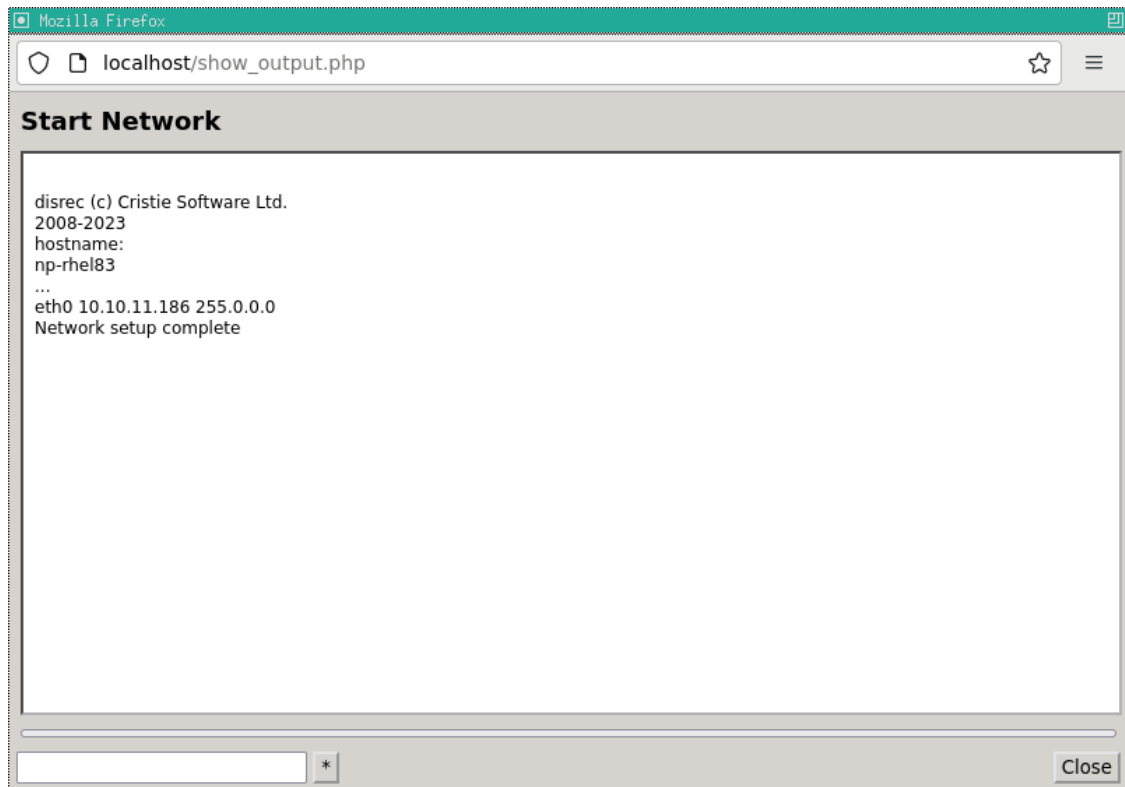 Mozilla Firefox
localhost/show_output.php
Start Network
disrec (c) Cristie Software Ltd.
2008-2023
hostname:
np-rhel83
...
eth0 10.10.11.186 255.0.0.0
Network setup complete
*
Close